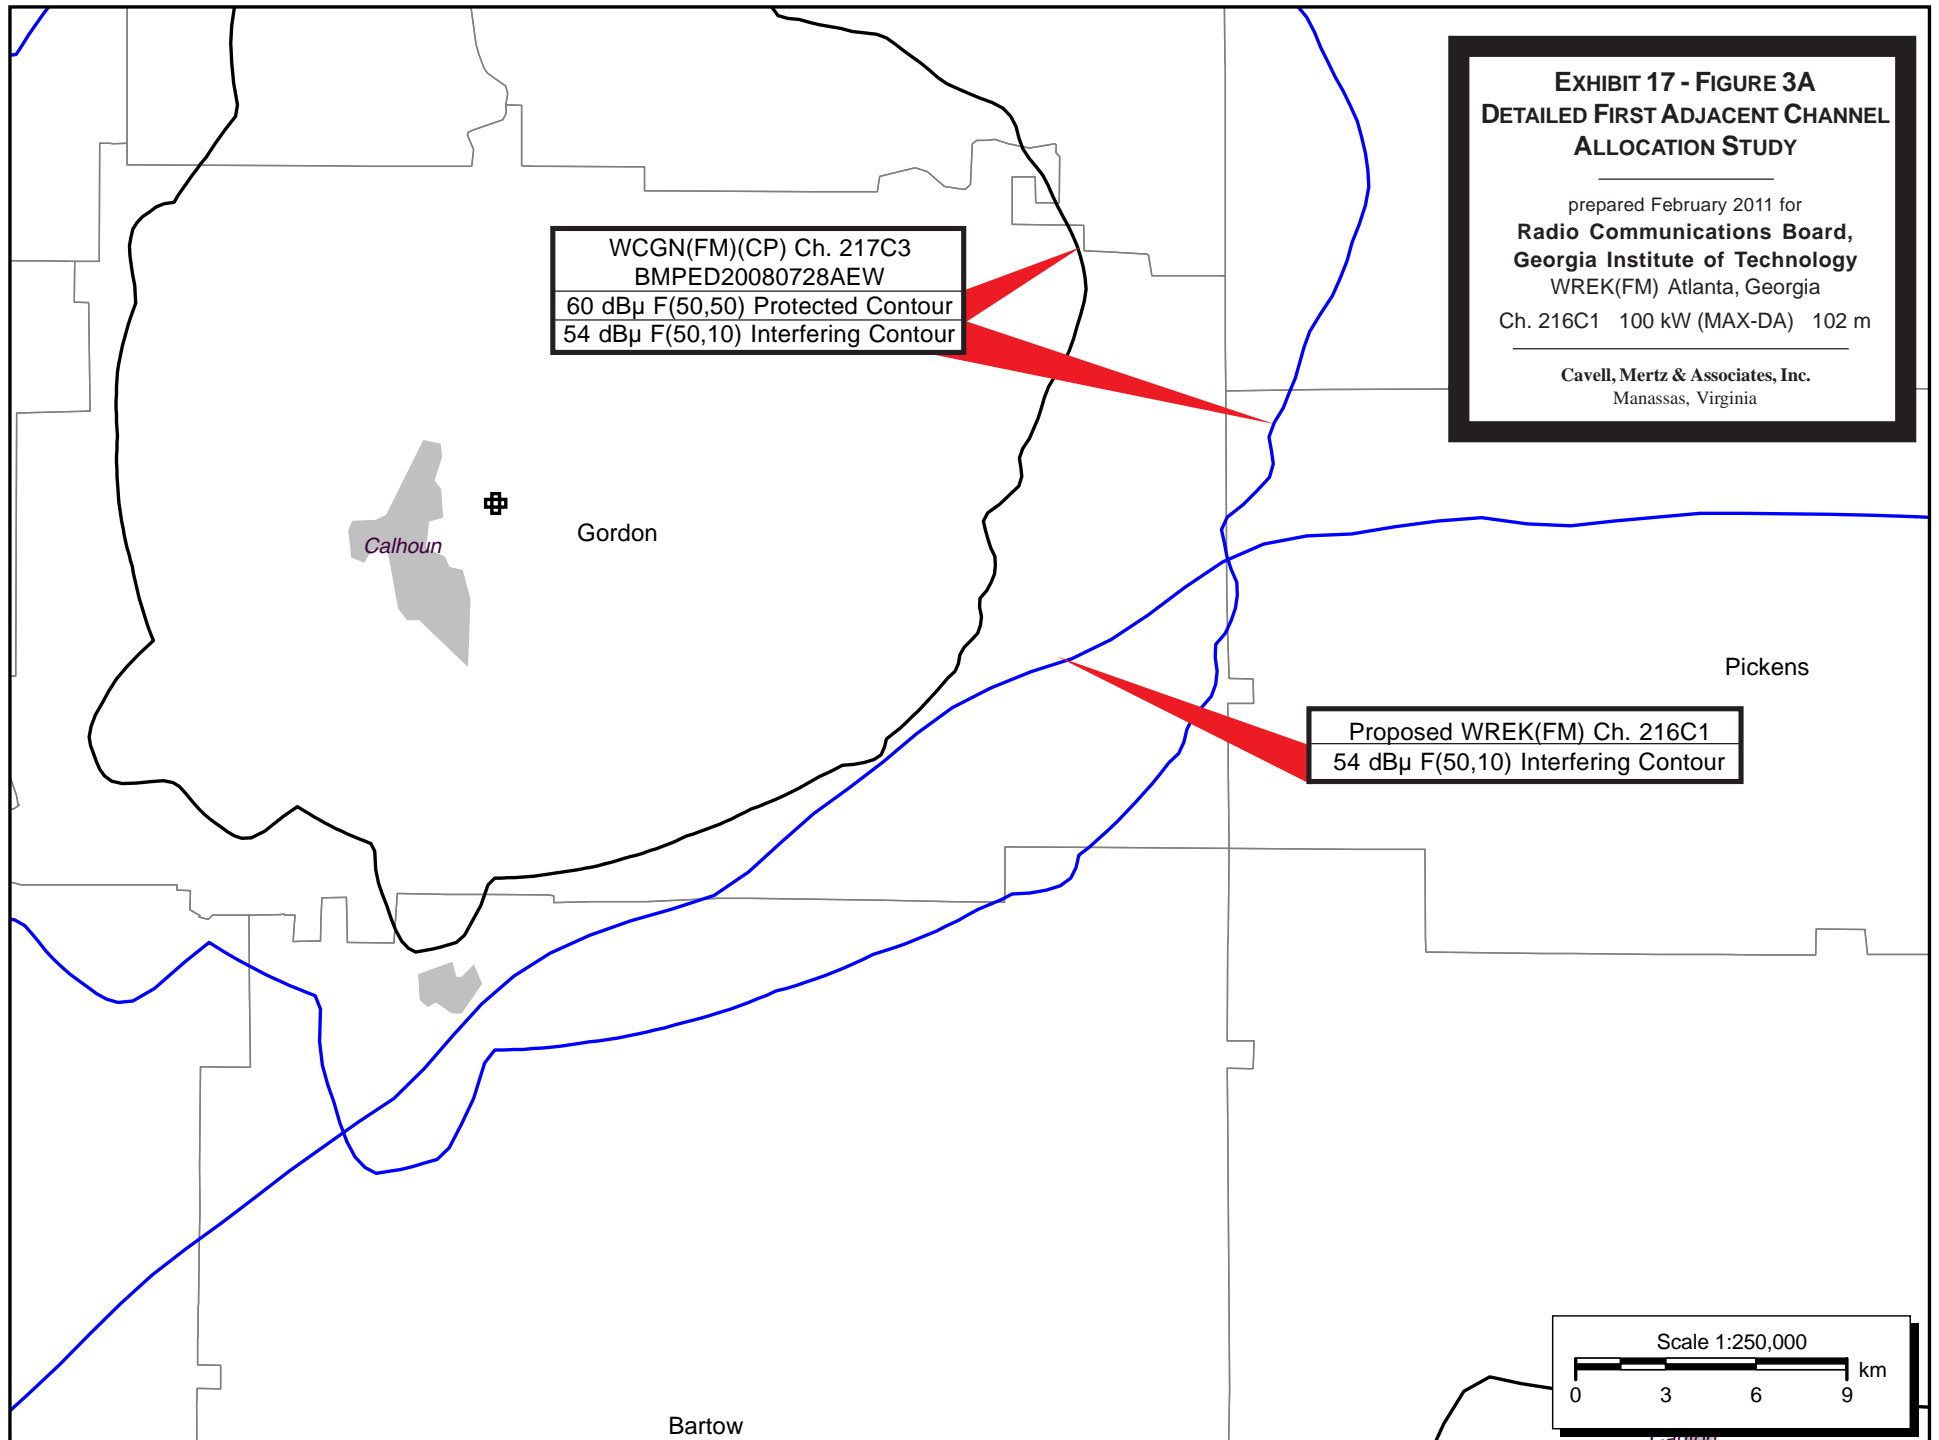 EXHIBIT 17 - FIGURE 3A
DETAILED FIRST ADJACENT CHANNEL
ALLOCATION STUDY
prepared February 2011 for
Radio Communications Board,
Georgia Institute of Technology
WREK(FM) Atlanta, Georgia
Ch. 216C1 100 kW (MAX-DA) 102 m
Cavell, Mertz & Associates, Inc.
Manassas, Virginia
WCGN(FM)(CP) Ch. 217C3
BMPED20080728AEW
60 dBµ F(50,50) Protected Contour
54 dBµ F(50,10) Interfering Contour
Gordon
Calhoun
Pickens
Proposed WREK(FM) Ch. 216C1
54 dBµ F(50,10) Interfering Contour
Scale 1:250,000
km
0 3 6 9
Bartow